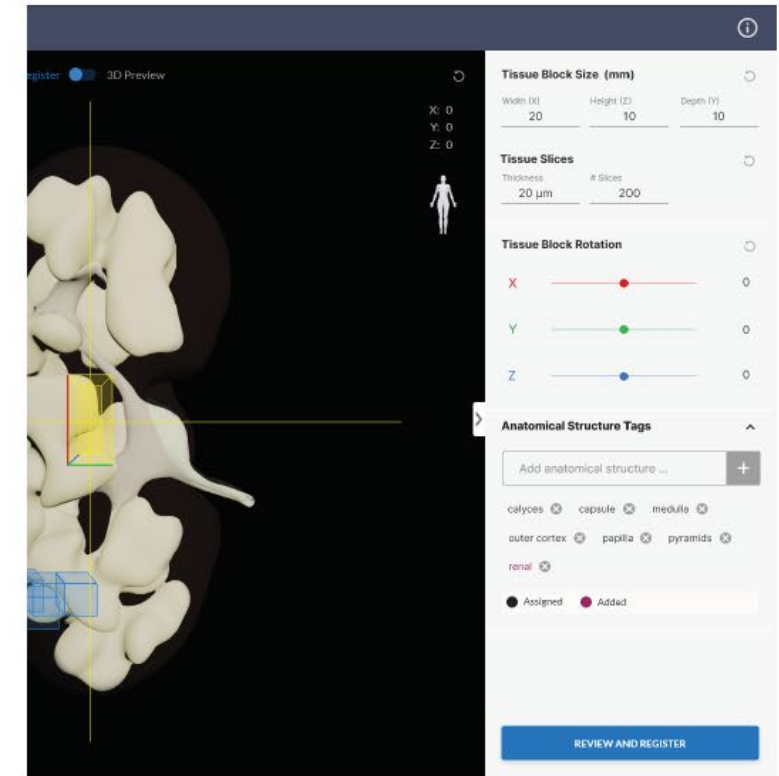 egister 3D Preview
X: 0
Y: 0
Z: 0
Tissue Block Size (mm)
Width (X) Height (Z) Depth (Y)
20 10 10
Tissue Slices
Thickness # Slices
20 µm 200
Tissue Block Rotation
X 0
Y 0
Z 0
Anatomical Structure Tags
Add anatomical structure ...
calyces capsule medulla
outer cortex papilla pyramids
renal
Assigned Added
REVIEW AND REGISTER